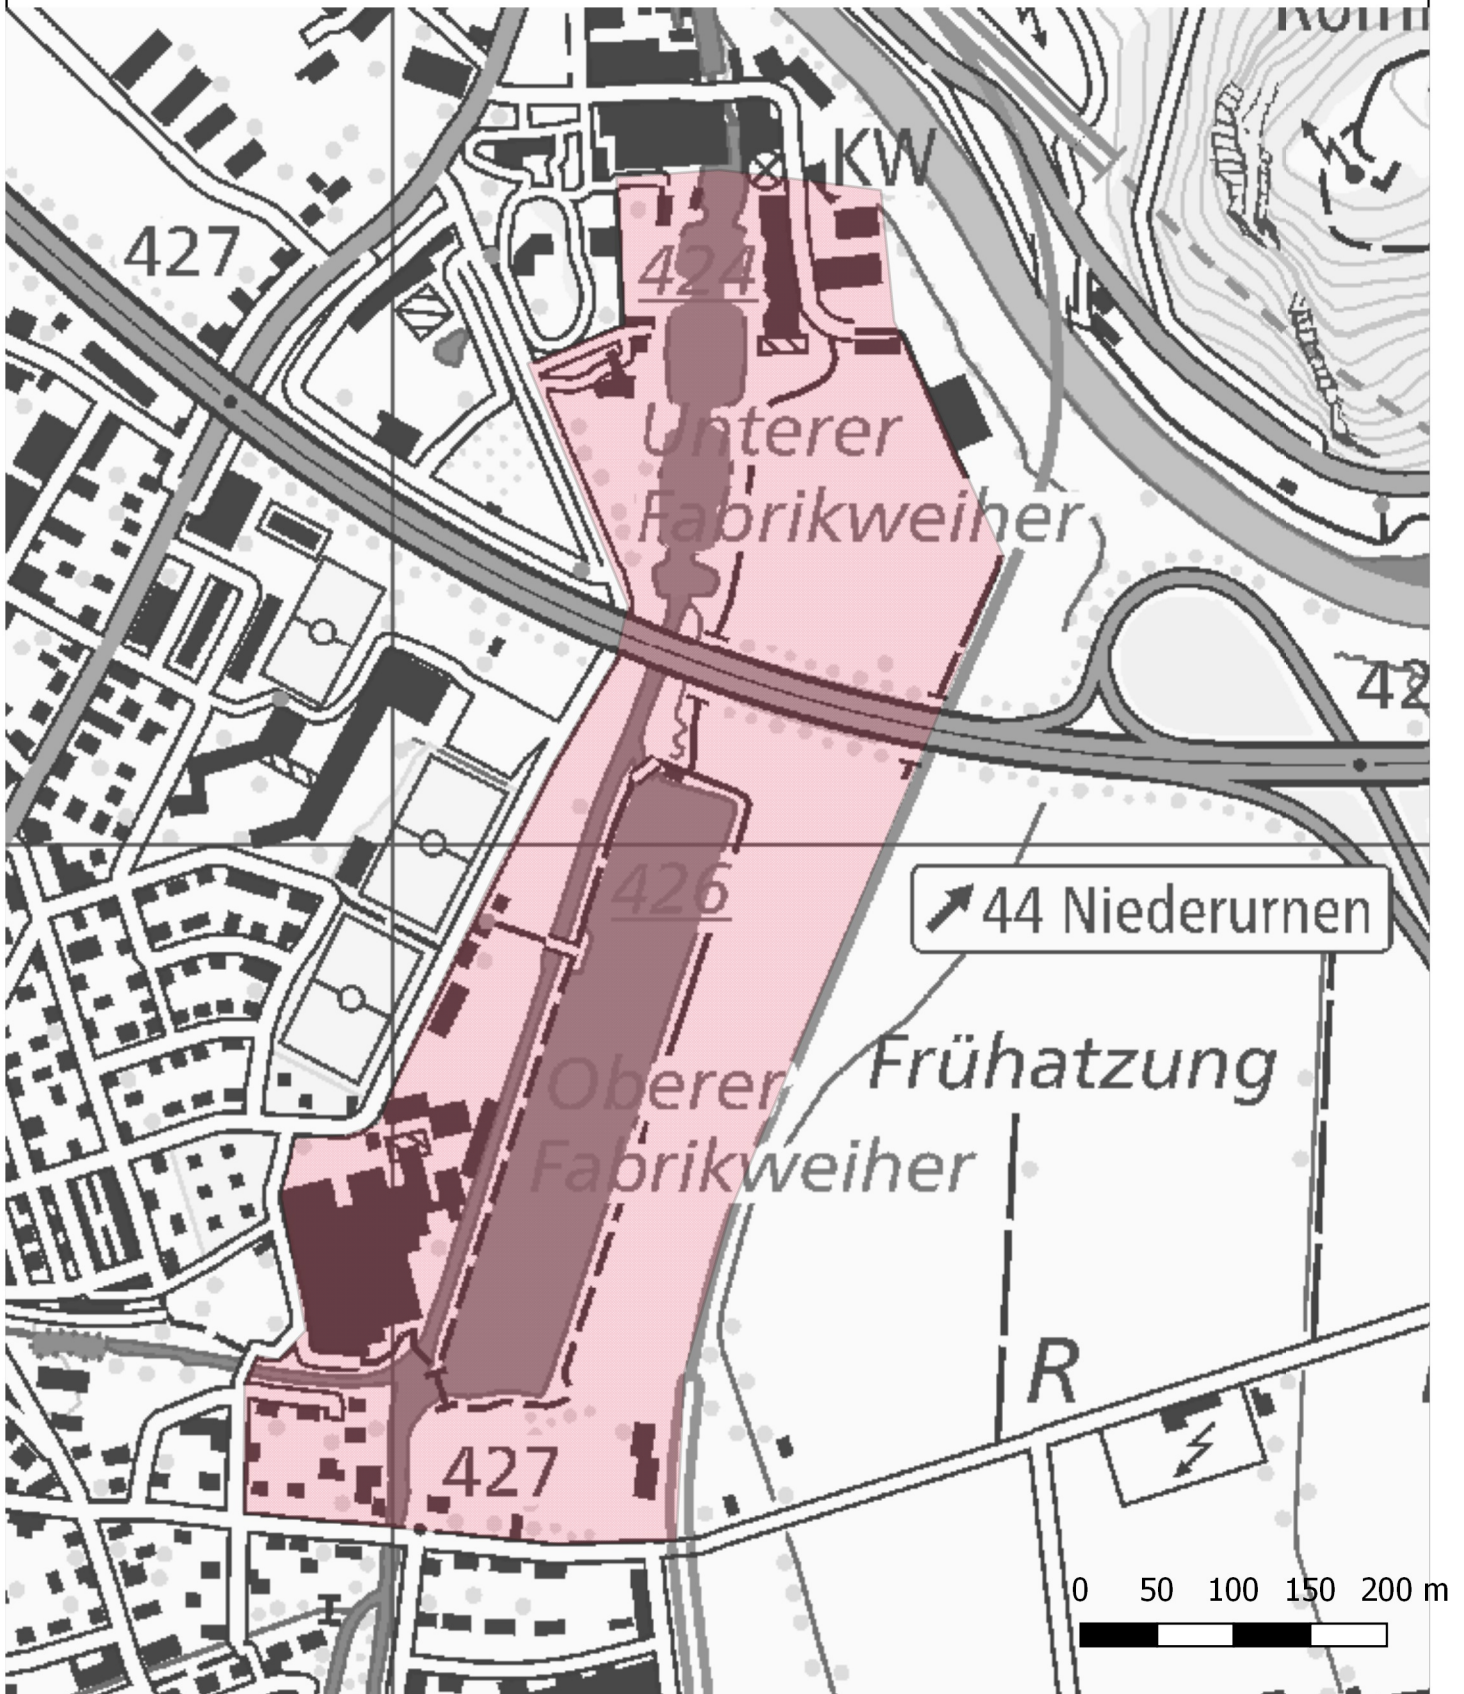 KW
427
424
Unterer
Fabrikweiher
426
44 Niederurnen
Oberer
Fabrikweiher
Frühatzung
R
427
0 50 100 150 200 m